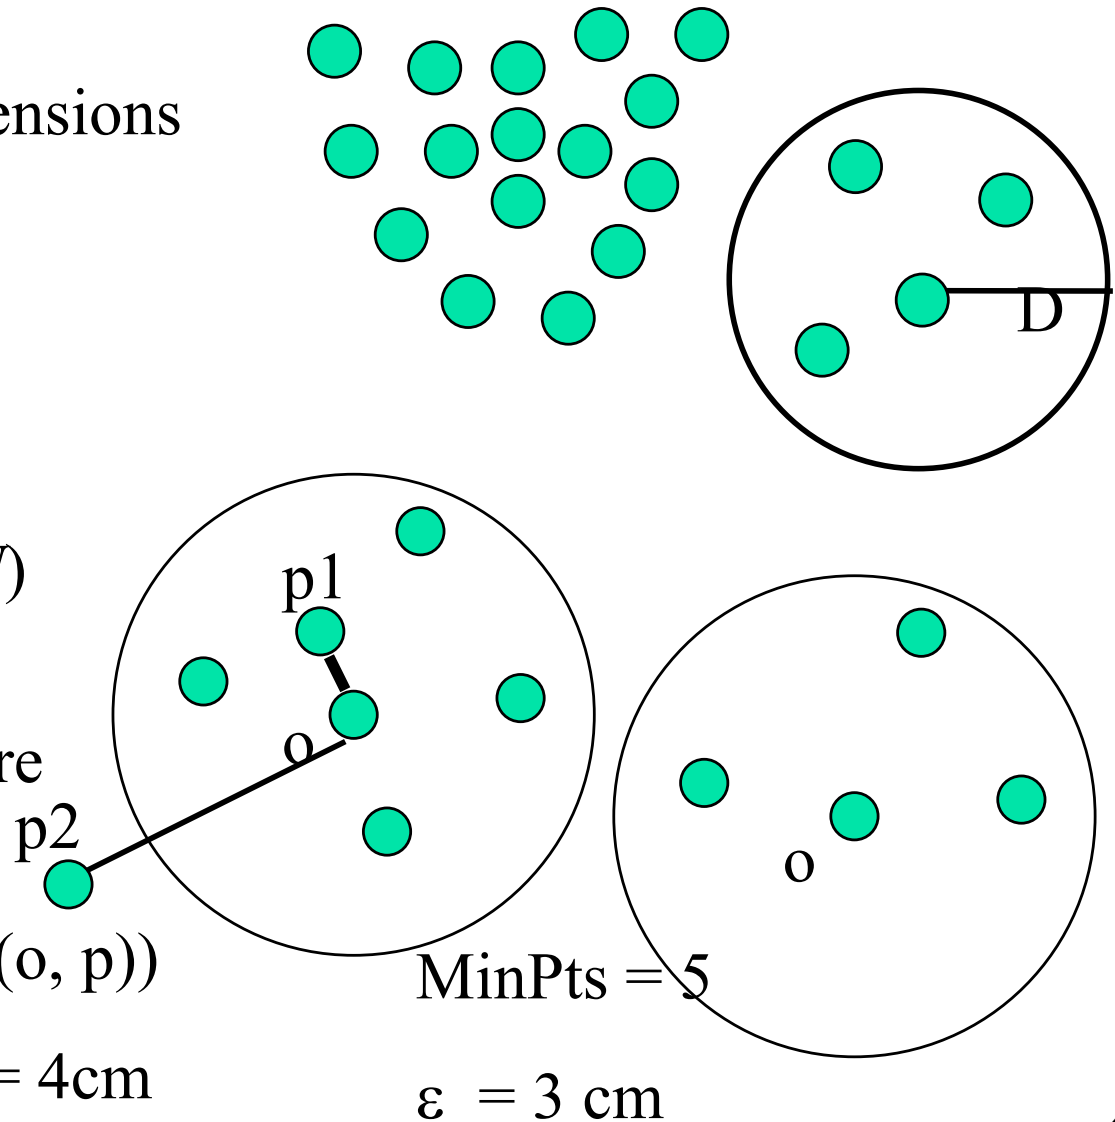 ensions
D
)
p1
o
re
p2
o
(o, p))
MinPts = 5
= 4cm
ε = 3 cm